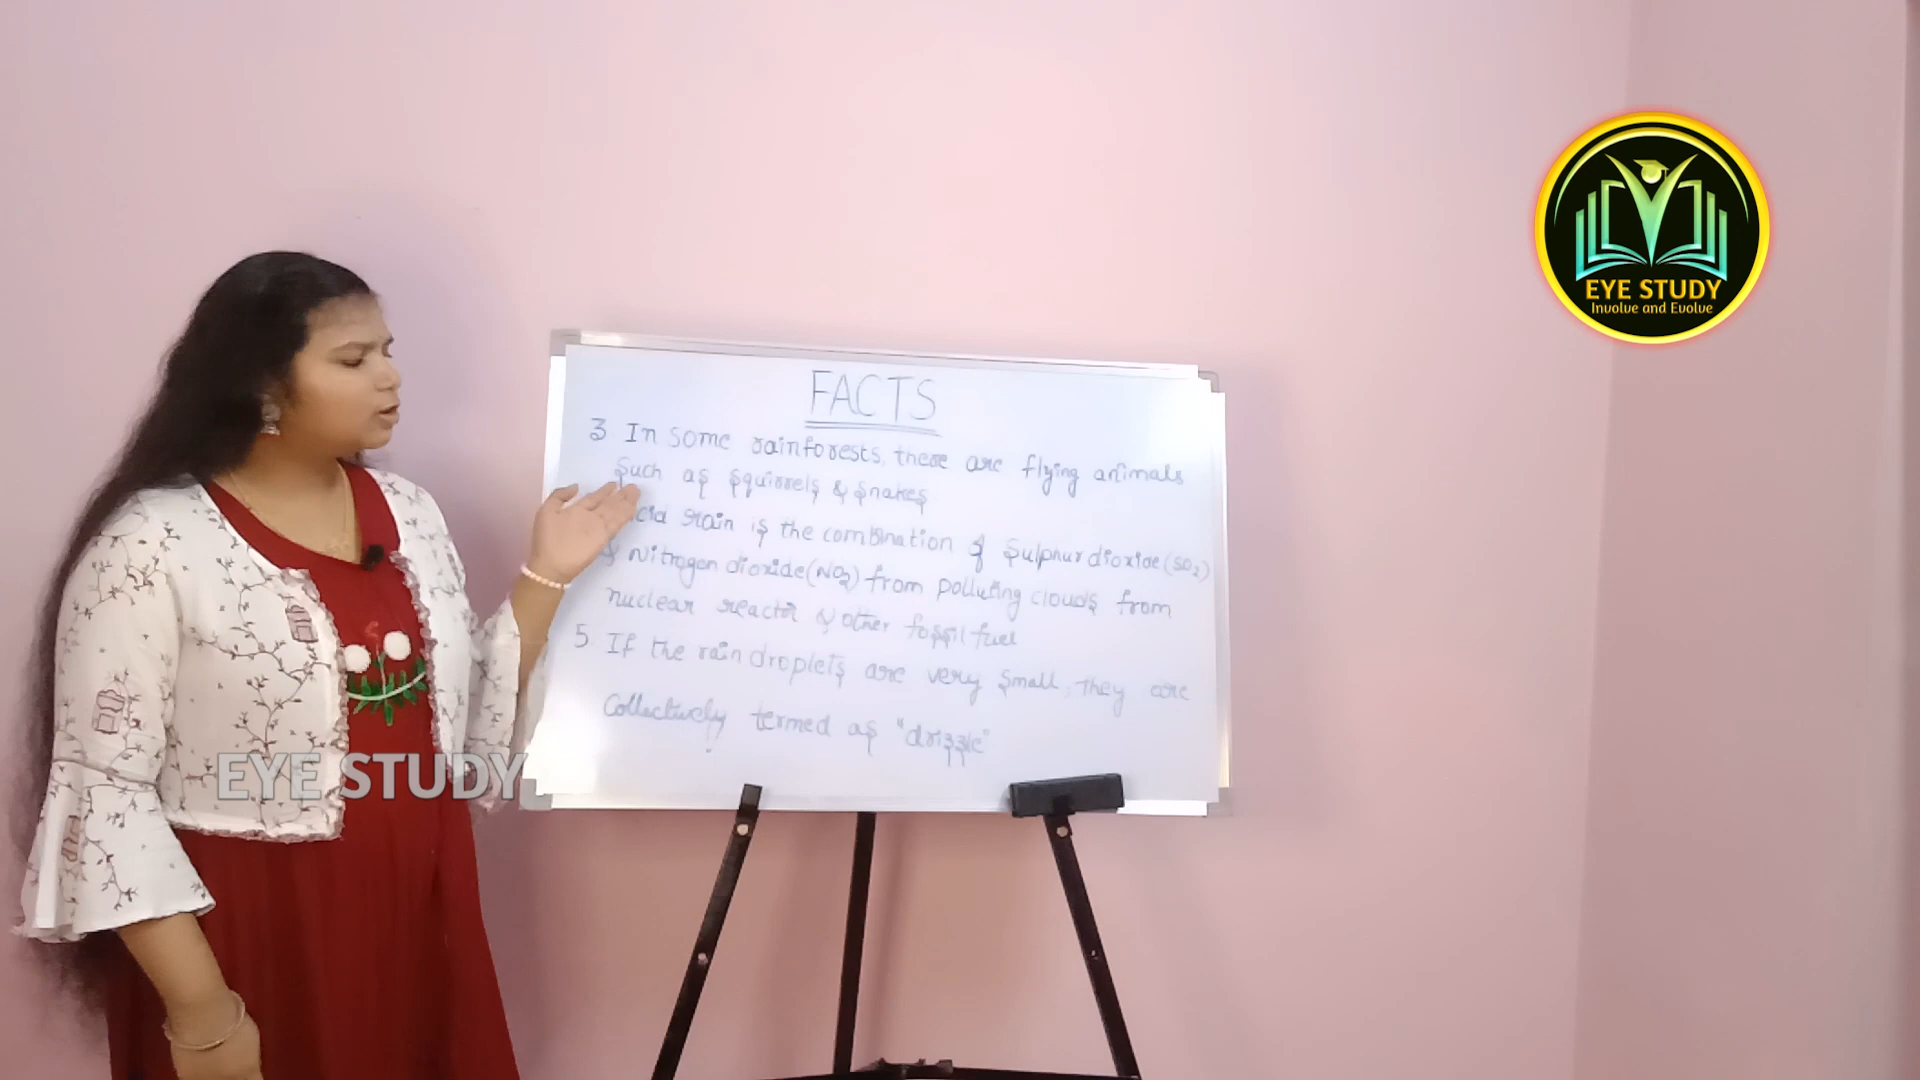 EYE STUDY
Involve and Evolve
FACTS
3 In some rainforests, there are flying animals
such as squirrels & snakes
rain is the combination of sulphur dioxide (SO2)
& Nitrogen dioxide (NO2) from polluting clouds from
nuclear reactor & other fossil fuel
5. If the rain droplets are very small, they are
Collectively termed as "drizzle"
EYE STUDY